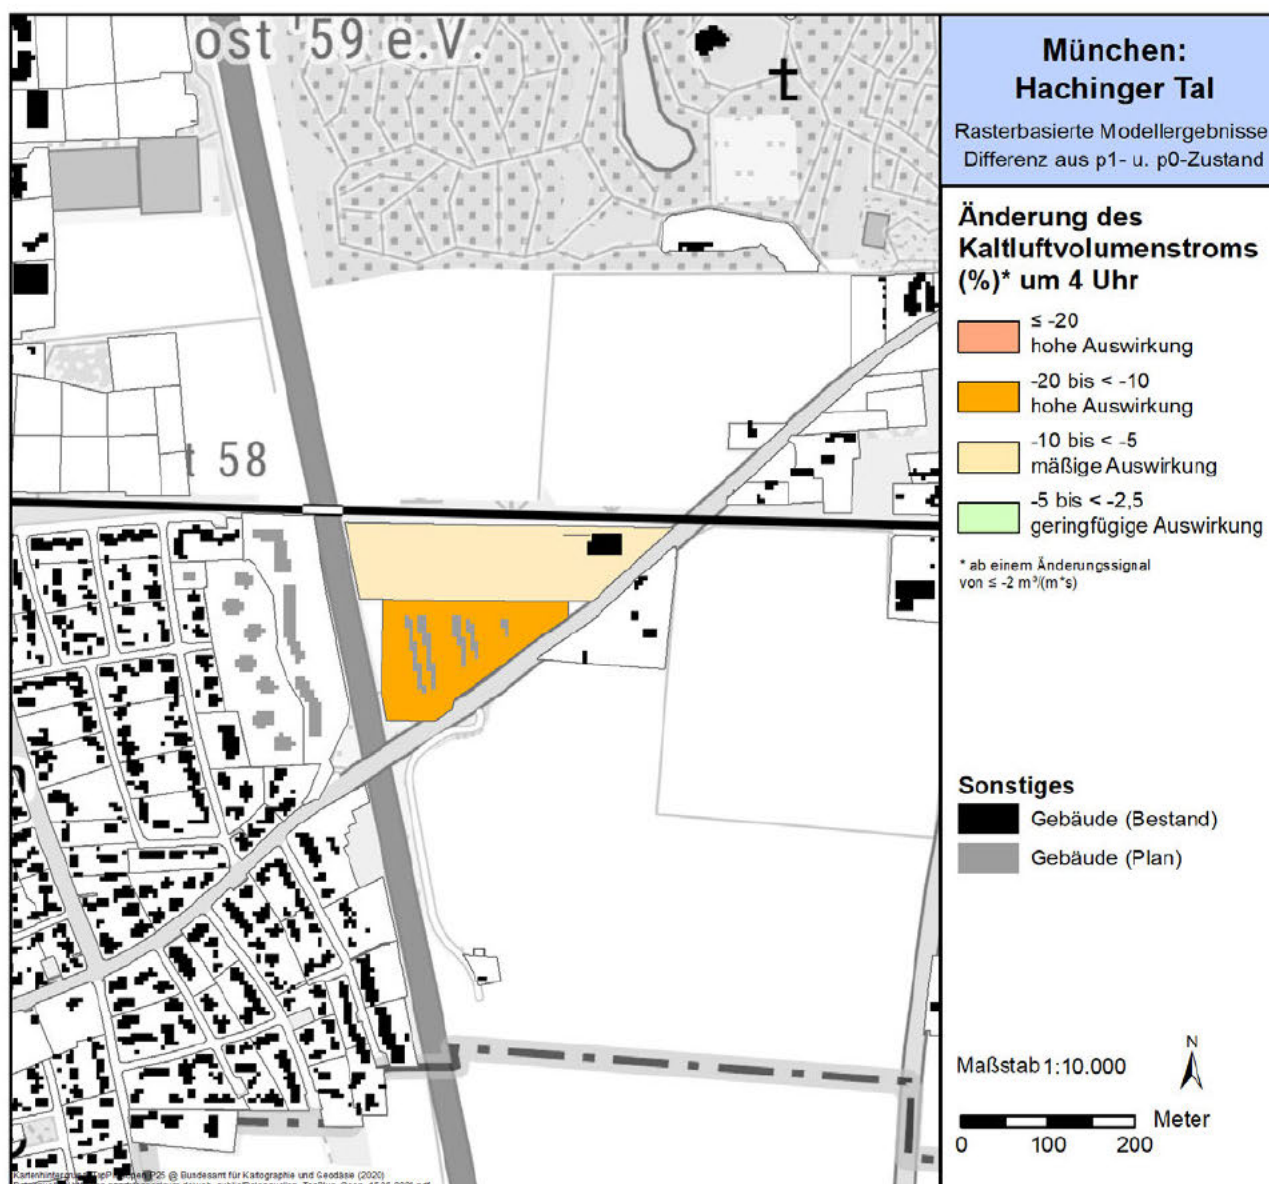 ost '59 e.V.
t 58
München:
Hachinger Tal
Rasterbasierte Modellergebnisse
Differenz aus p1- u. p0-Zustand
Änderung des
Kaltluftvolumenstroms
(%)* um 4 Uhr
≤ -20
hohe Auswirkung
-20 bis < -10
hohe Auswirkung
-10 bis < -5
mäßige Auswirkung
-5 bis < -2,5
geringfügige Auswirkung
* ab einem Änderungssignal
von ≤ -2 m³/(m*s)
Sonstiges
Gebäude (Bestand)
Gebäude (Plan)
N
Maßstab 1:10.000
Meter
0 100 200
P25 @ Bundesamt für Kartographie und Geodäsie (2020)